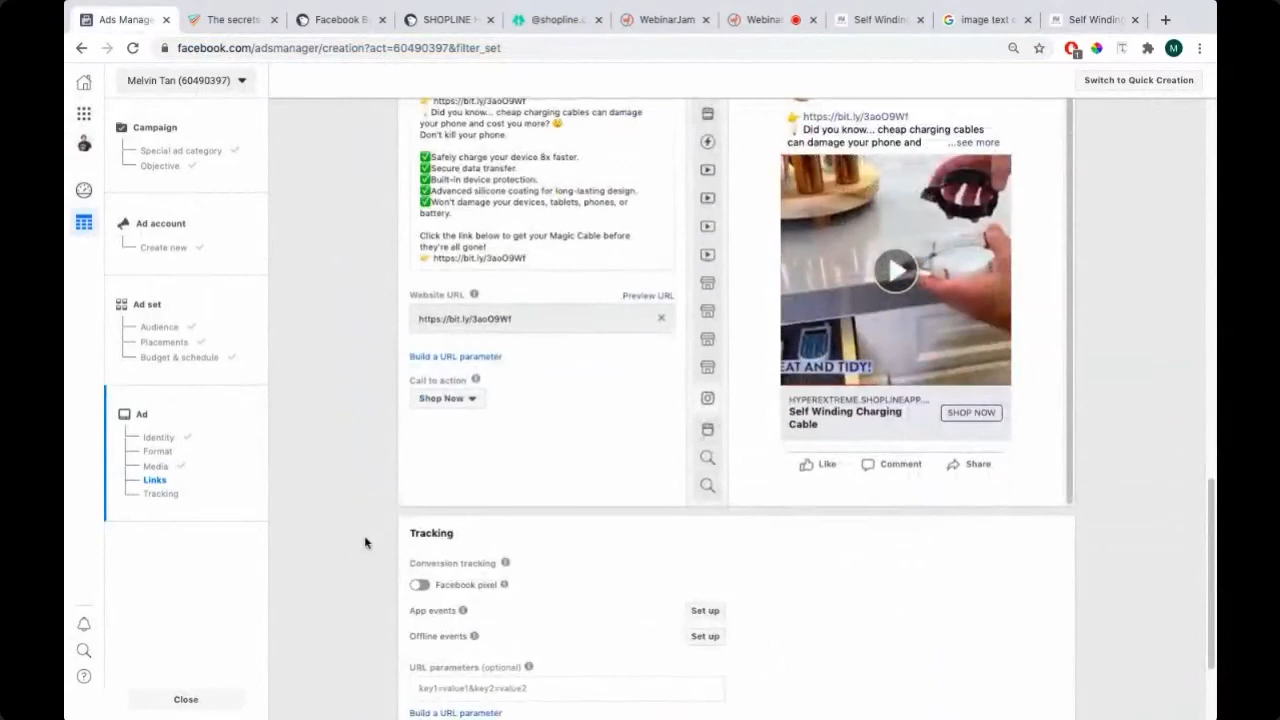 Ads Manage
The secrets
Facebook B
SHOPLINE H
@shopline.c
WebinarJam
Webina
Self Winding
image text c
Self Winding
facebook.com/adsmanager/creation?act=60490397&filter_set
Melvin Tan (60490397)
Switch to Quick Creation
Campaign
Special ad category
Objective
Ad account
Create new
Ad set
Audience
Placements
Budget & schedule
Ad
Identity
Format
Media
Links
Tracking
Close
👉 https://bit.ly/3aoO9Wf
❕Did you know... cheap charging cables can damage
your phone and cost you more? 😲
Don't kill your phone.
✅Safely charge your device 8x faster.
✅Secure data transfer.
✅Built-in device protection.
✅Advanced silicone coating for long-lasting design.
✅Won't damage your devices, tablets, phones, or
battery.
Click the link below to get your Magic Cable before
they're all gone!
👉 https://bit.ly/3aoO9Wf
Website URL
Preview URL
https://bit.ly/3aoO9Wf
Build a URL parameter
Call to action
Shop Now
👉 https://bit.ly/3aoO9Wf
❕Did you know... cheap charging cables
can damage your phone and ...see more
EAT AND TIDY!
HYPEREXTREME.SHOPLINEAPP....
Self Winding Charging
Cable
SHOP NOW
Like
Comment
Share
Tracking
Conversion tracking
Facebook pixel
App events
Set up
Offline events
Set up
URL parameters (optional)
key1=value1&key2=value2
Build a URL parameter